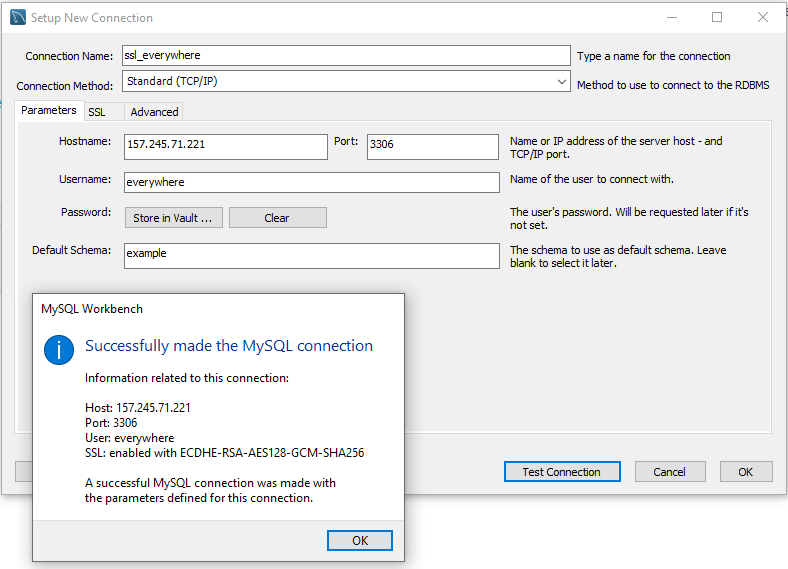 Setup New Connection
Connection Name: ssl_everywhere Type a name for the connection
Connection Method: Standard (TCP/IP) Method to use to connect to the RDBMS
Parameters SSL Advanced
Hostname: 157.245.71.221 Port: 3306 Name or IP address of the server host - and
TCP/IP port.
Username: everywhere Name of the user to connect with.
Password: Store in Vault ... Clear The user's password. Will be requested later if it's
not set.
Default Schema: example The schema to use as default schema. Leave
blank to select it later.
MySQL Workbench
Successfully made the MySQL connection
Information related to this connection:
Host: 157.245.71.221
Port: 3306
User: everywhere
SSL: enabled with ECDHE-RSA-AES128-GCM-SHA256
A successful MySQL connection was made with
the parameters defined for this connection.
OK
Test Connection Cancel OK